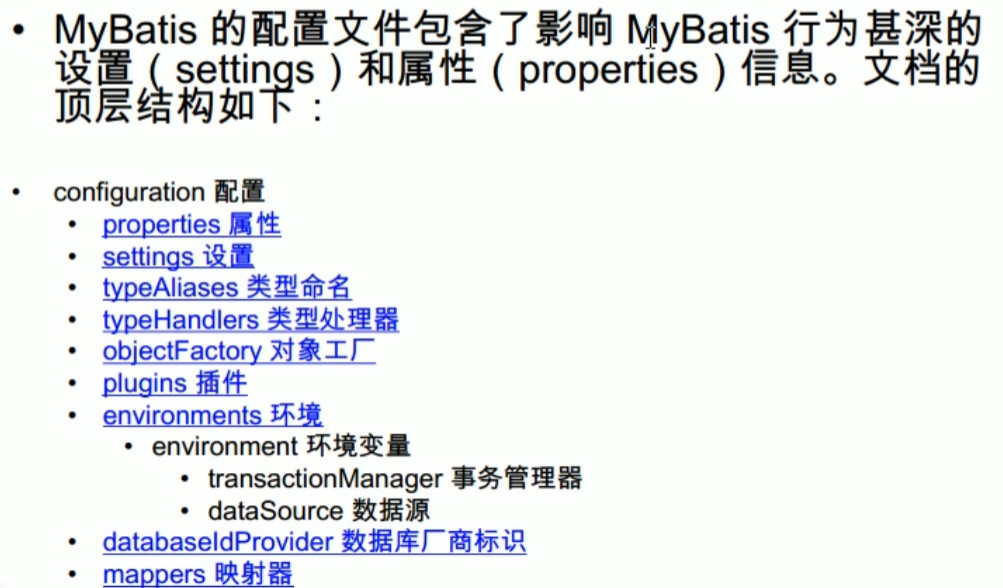 • MyBatis 的配置文件包含了影响 MyBatis 行为甚深的
设置（settings）和属性（properties）信息。文档的
顶层结构如下：
• configuration 配置
• properties 属性
• settings 设置
• typeAliases 类型命名
• typeHandlers 类型处理器
• objectFactory 对象工厂
• plugins 插件
• environments 环境
• environment 环境变量
• transactionManager 事务管理器
• dataSource 数据源
• databaseIdProvider 数据库厂商标识
• mappers 映射器